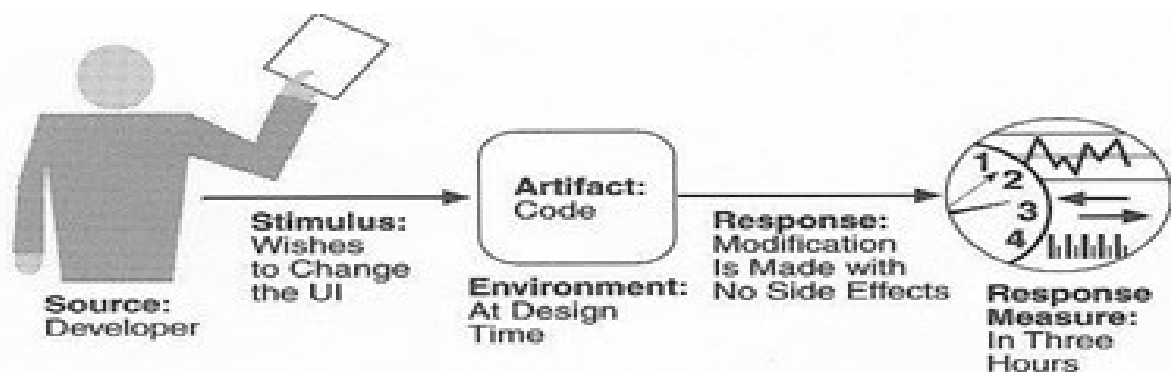 Source:
Developer
Stimulus:
Wishes
to Change
the UI
Artifact:
Code
Environment:
At Design
Time
Response:
Modification
Is Made with
No Side Effects
1
2
3
4
Response
Measure:
In Three
Hours